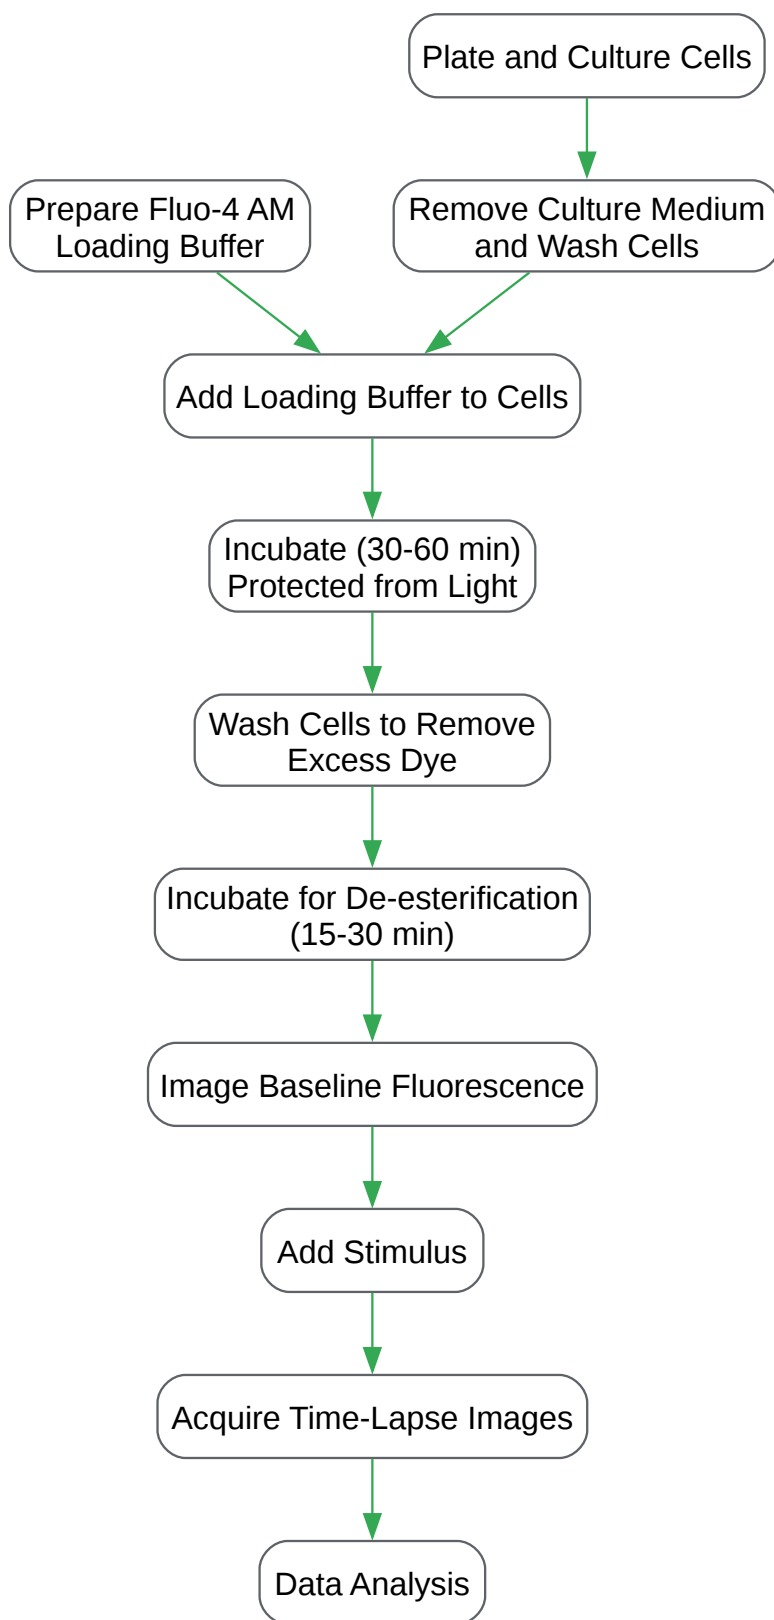 Plate and Culture Cells
Prepare Fluo-4 AM
Loading Buffer
Remove Culture Medium
and Wash Cells
Add Loading Buffer to Cells
Incubate (30-60 min)
Protected from Light
Wash Cells to Remove
Excess Dye
Incubate for De-esterification
(15-30 min)
Image Baseline Fluorescence
Add Stimulus
Acquire Time-Lapse Images
Data Analysis